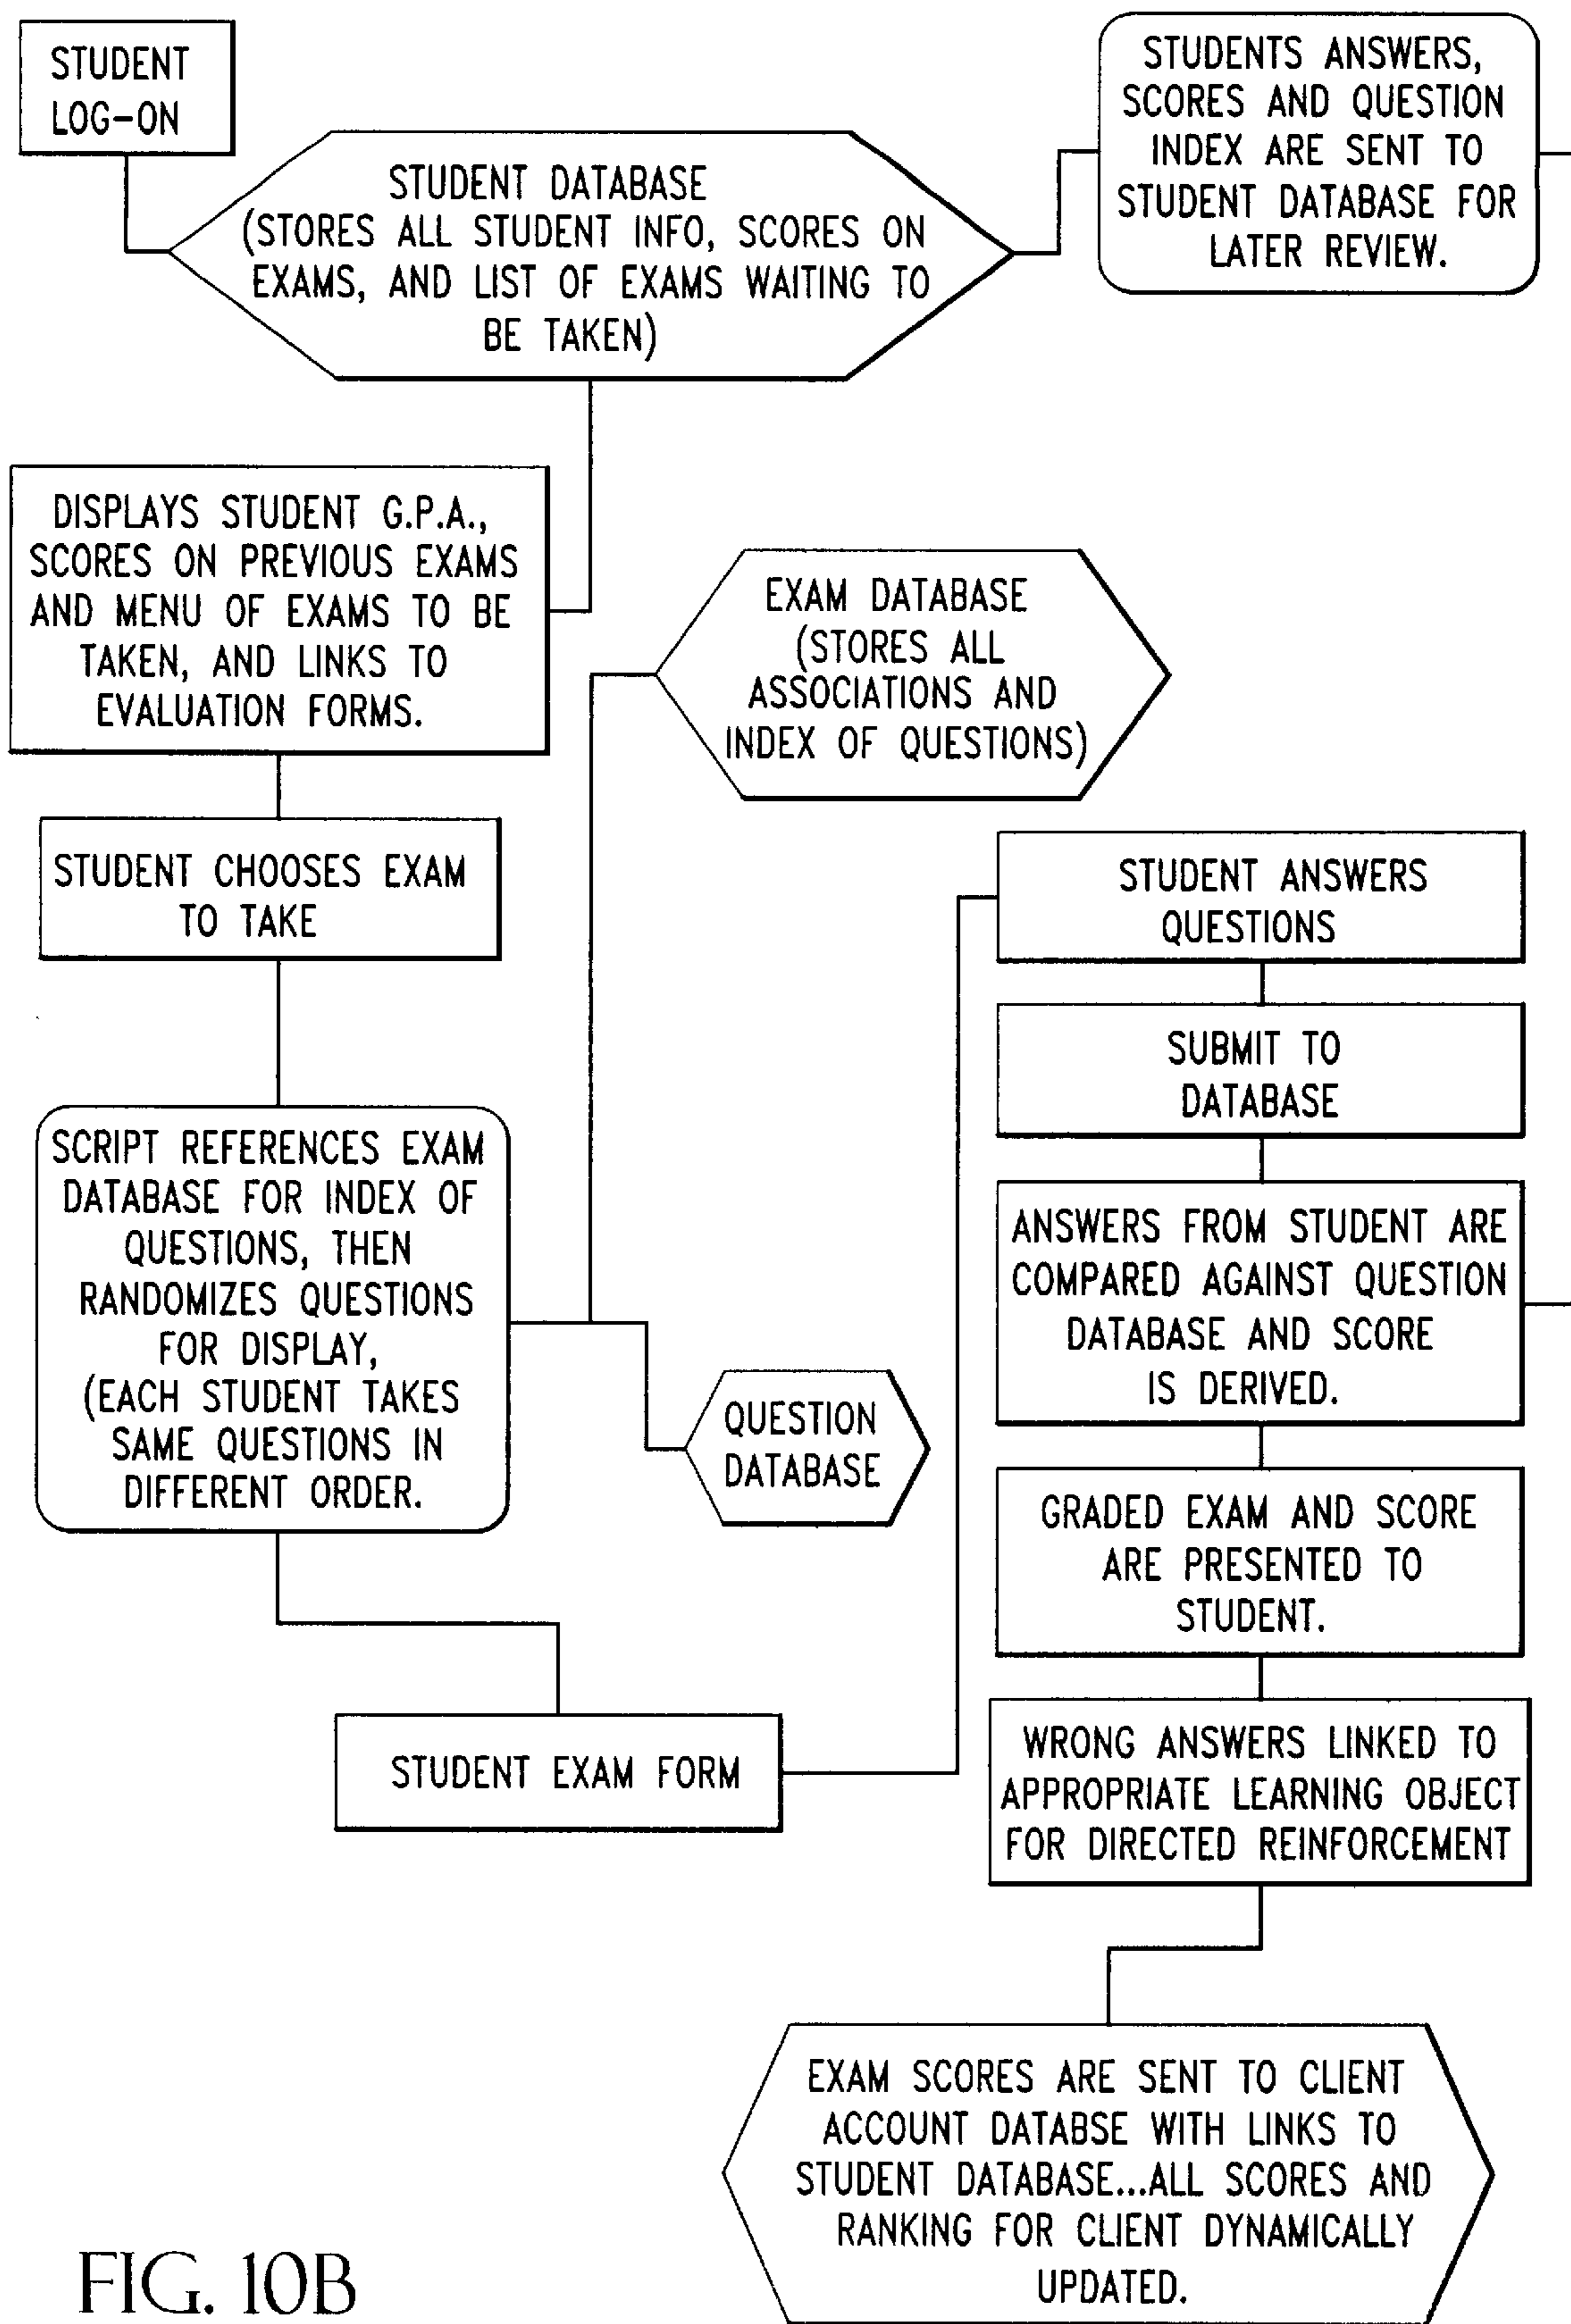 STUDENT
LOG-ON
STUDENT DATABASE
(STORES ALL STUDENT INFO, SCORES ON
EXAMS, AND LIST OF EXAMS WAITING TO
BE TAKEN)
STUDENTS ANSWERS,
SCORES AND QUESTION
INDEX ARE SENT TO
STUDENT DATABASE FOR
LATER REVIEW.
DISPLAYS STUDENT G.P.A.,
SCORES ON PREVIOUS EXAMS
AND MENU OF EXAMS TO BE
TAKEN, AND LINKS TO
EVALUATION FORMS.
EXAM DATABASE
(STORES ALL
ASSOCIATIONS AND
INDEX OF QUESTIONS)
STUDENT CHOOSES EXAM
TO TAKE
SCRIPT REFERENCES EXAM
DATABASE FOR INDEX OF
QUESTIONS, THEN
RANDOMIZES QUESTIONS
FOR DISPLAY,
(EACH STUDENT TAKES
SAME QUESTIONS IN
DIFFERENT ORDER.
QUESTION
DATABASE
STUDENT EXAM FORM
STUDENT ANSWERS
QUESTIONS
SUBMIT TO
DATABASE
ANSWERS FROM STUDENT ARE
COMPARED AGAINST QUESTION
DATABASE AND SCORE
IS DERIVED.
GRADED EXAM AND SCORE
ARE PRESENTED TO
STUDENT.
WRONG ANSWERS LINKED TO
APPROPRIATE LEARNING OBJECT
FOR DIRECTED REINFORCEMENT
EXAM SCORES ARE SENT TO CLIENT
ACCOUNT DATABSE WITH LINKS TO
STUDENT DATABASE...ALL SCORES AND
RANKING FOR CLIENT DYNAMICALLY
UPDATED.
FIG. 10B